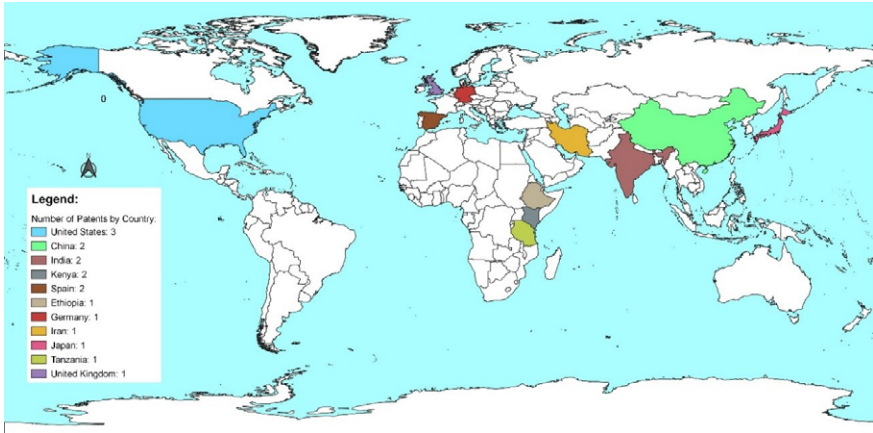 0
Legend:
Number of Patents by Country:
United States: 3
China: 2
India: 2
Kenya: 2
Spain: 2
Ethiopia: 1
Germany: 1
Iran: 1
Japan: 1
Tanzania: 1
United Kingdom: 1